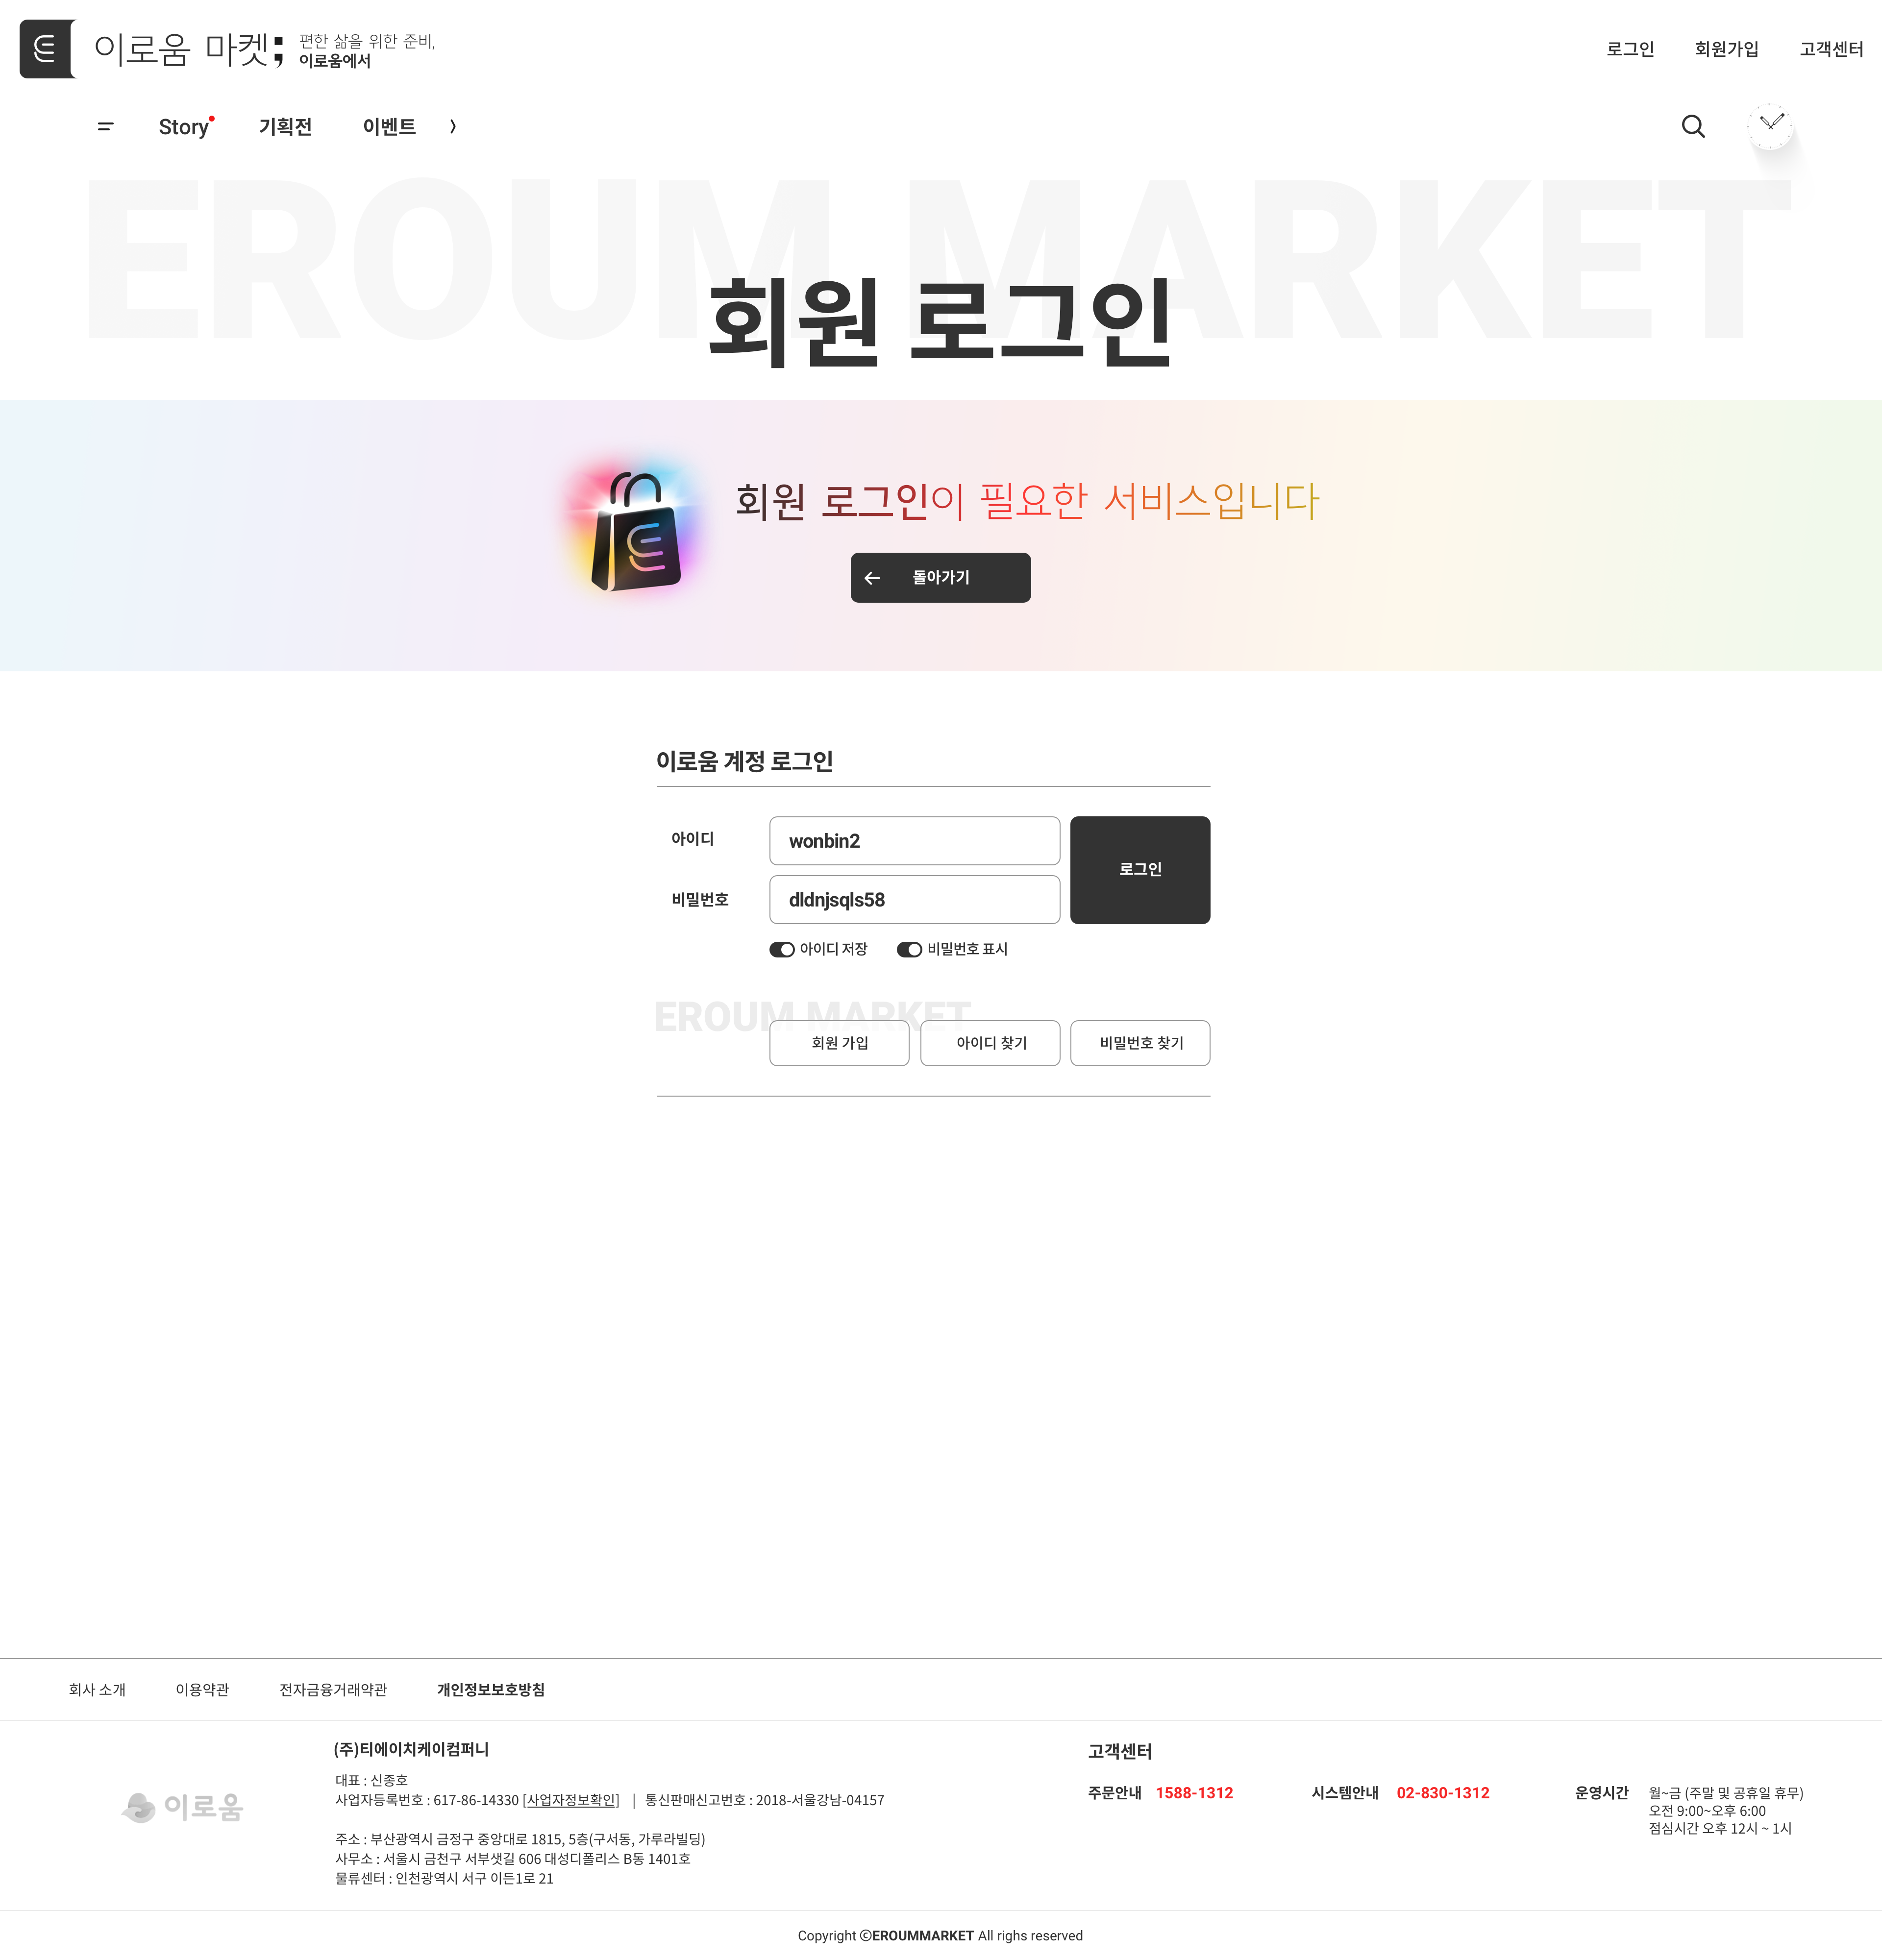 이로움 마켓;
편한 삶을 위한 준비,
이로움에서
로그인 회원가입 고객센터
Story 기획전 이벤트
EROUM MARKET
회원 로그인
회원 로그인이 필요한 서비스입니다
돌아가기
이로움 계정 로그인
아이디 wonbin2
로그인
비밀번호 dldnjsqls58
아이디 저장 비밀번호 표시
EROUM MARKET
회원 가입 아이디 찾기 비밀번호 찾기
회사 소개 이용약관 전자금융거래약관 개인정보보호방침
이로움
(주)티에이치케이컴퍼니
대표 : 신종호
사업자등록번호 : 617-86-14330 [사업자정보확인] | 통신판매신고번호 : 2018-서울강남-04157
주소 : 부산광역시 금정구 중앙대로 1815, 5층(구서동, 가루라빌딩)
사무소 : 서울시 금천구 서부샛길 606 대성디폴리스 B동 1401호
물류센터 : 인천광역시 서구 이든1로 21
고객센터
주문안내 1588-1312 시스템안내 02-830-1312 운영시간 월~금 (주말 및 공휴일 휴무)
오전 9:00~오후 6:00
점심시간 오후 12시 ~ 1시
Copyright ©EROUMMARKET All righs reserved